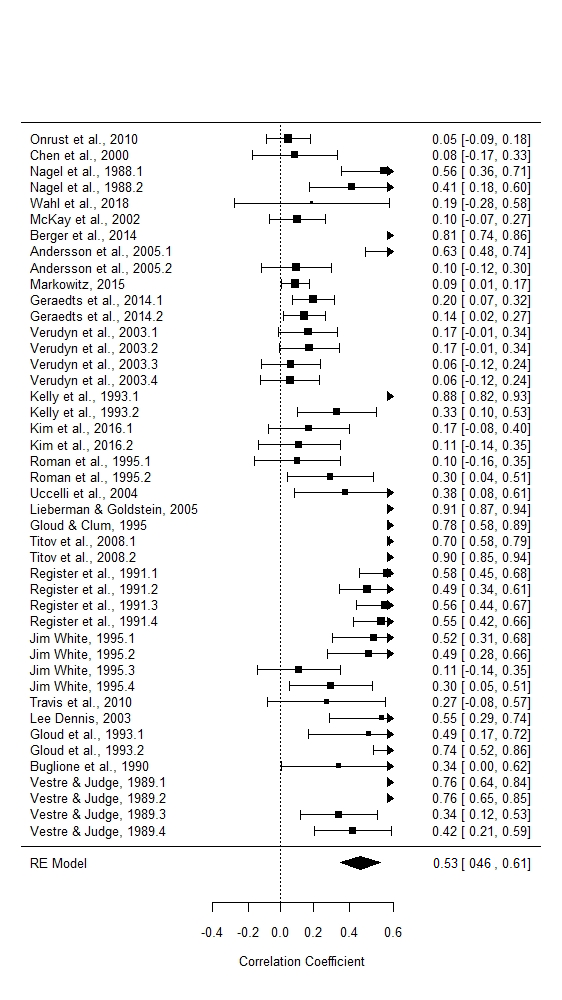 Onrust et al., 2010 0.05 [-0.09, 0.18]
Chen et al., 2000 0.08 [-0.17, 0.33]
Nagel et al., 1988.1 0.56 [ 0.36, 0.71]
Nagel et al., 1988.2 0.41 [ 0.18, 0.60]
Wahl et al., 2018 0.19 [-0.28, 0.58]
McKay et al., 2002 0.10 [-0.07, 0.27]
Berger et al., 2014 0.81 [ 0.74, 0.86]
Andersson et al., 2005.1 0.63 [ 0.48, 0.74]
Andersson et al., 2005.2 0.10 [-0.12, 0.30]
Markowitz, 2015 0.09 [ 0.01, 0.17]
Geraedts et al., 2014.1 0.20 [ 0.07, 0.32]
Geraedts et al., 2014.2 0.14 [ 0.02, 0.27]
Verudyn et al., 2003.1 0.17 [-0.01, 0.34]
Verudyn et al., 2003.2 0.17 [-0.01, 0.34]
Verudyn et al., 2003.3 0.06 [-0.12, 0.24]
Verudyn et al., 2003.4 0.06 [-0.12, 0.24]
Kelly et al., 1993.1 0.88 [ 0.82, 0.93]
Kelly et al., 1993.2 0.33 [ 0.10, 0.53]
Kim et al., 2016.1 0.17 [-0.08, 0.40]
Kim et al., 2016.2 0.11 [-0.14, 0.35]
Roman et al., 1995.1 0.10 [-0.16, 0.35]
Roman et al., 1995.2 0.30 [ 0.04, 0.51]
Uccelli et al., 2004 0.38 [ 0.08, 0.61]
Lieberman & Goldstein, 2005 0.91 [ 0.87, 0.94]
Gloud & Clum, 1995 0.78 [ 0.58, 0.89]
Titov et al., 2008.1 0.70 [ 0.58, 0.79]
Titov et al., 2008.2 0.90 [ 0.85, 0.94]
Register et al., 1991.1 0.58 [ 0.45, 0.68]
Register et al., 1991.2 0.49 [ 0.34, 0.61]
Register et al., 1991.3 0.56 [ 0.44, 0.67]
Register et al., 1991.4 0.55 [ 0.42, 0.66]
Jim White, 1995.1 0.52 [ 0.31, 0.68]
Jim White, 1995.2 0.49 [ 0.28, 0.66]
Jim White, 1995.3 0.11 [-0.14, 0.35]
Jim White, 1995.4 0.30 [ 0.05, 0.51]
Travis et al., 2010 0.27 [-0.08, 0.57]
Lee Dennis, 2003 0.55 [ 0.29, 0.74]
Gloud et al., 1993.1 0.49 [ 0.17, 0.72]
Gloud et al., 1993.2 0.74 [ 0.52, 0.86]
Buglione et al., 1990 0.34 [ 0.00, 0.62]
Vestre & Judge, 1989.1 0.76 [ 0.64, 0.84]
Vestre & Judge, 1989.2 0.76 [ 0.65, 0.85]
Vestre & Judge, 1989.3 0.34 [ 0.12, 0.53]
Vestre & Judge, 1989.4 0.42 [ 0.21, 0.59]
RE Model 0.53 [ 046 , 0.61]
-0.4 -0.2 0.0 0.2 0.4 0.6
Correlation Coefficient